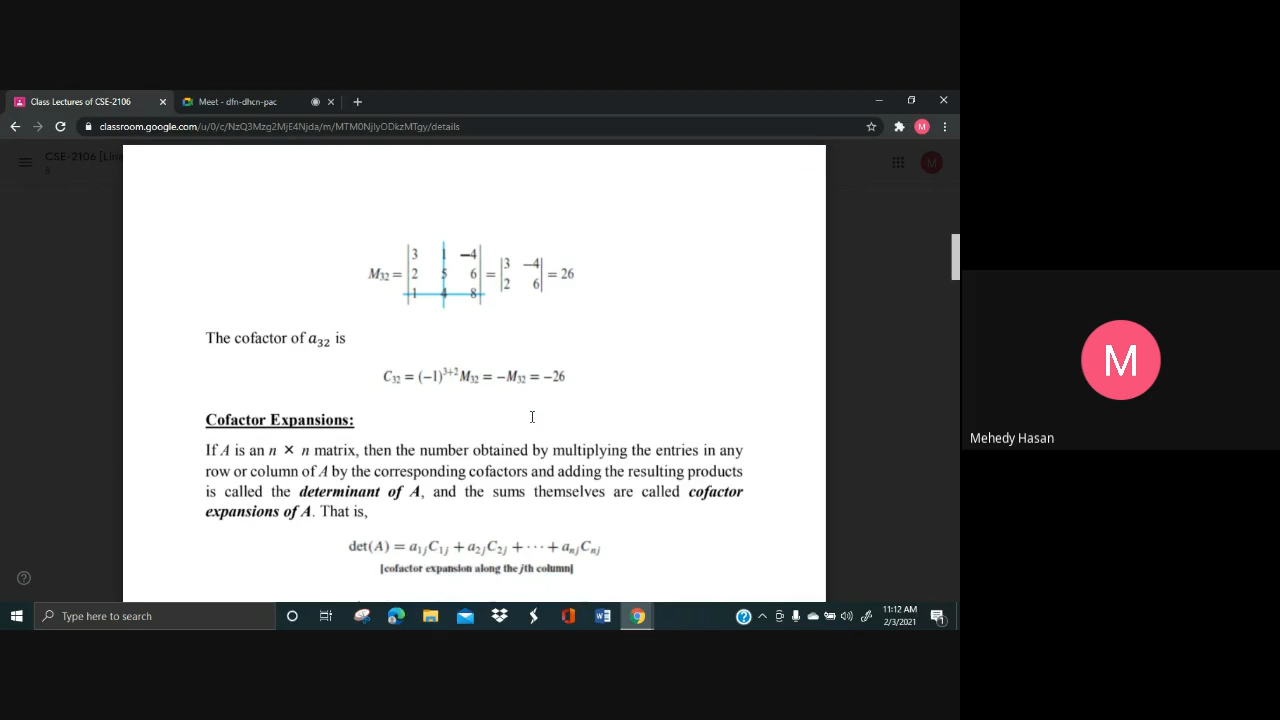 Class Lectures of CSE-2106
Meet - dfn-dhcn-pac
classroom.google.com/u/0/c/NzQ3Mzg2MjE4Njda/m/MTM0NjIyODkzMTgy/details
CSE-2106 [Line
8
M
M
M₃₂ = |3 1 −4|
|2 5 6| = |3 −4| = 26
|1 4 8| |2 6|
The cofactor of a₃₂ is
C₃₂ = (−1)³⁺² M₃₂ = −M₃₂ = −26
Cofactor Expansions:
If A is an n × n matrix, then the number obtained by multiplying the entries in any
row or column of A by the corresponding cofactors and adding the resulting products
is called the determinant of A, and the sums themselves are called cofactor
expansions of A. That is,
det(A) = a₁ⱼC₁ⱼ + a₂ⱼC₂ⱼ + ··· + aₙⱼCₙⱼ
[cofactor expansion along the jth column]
Type here to search
11:12 AM
2/3/2021
1
M
Mehedy Hasan